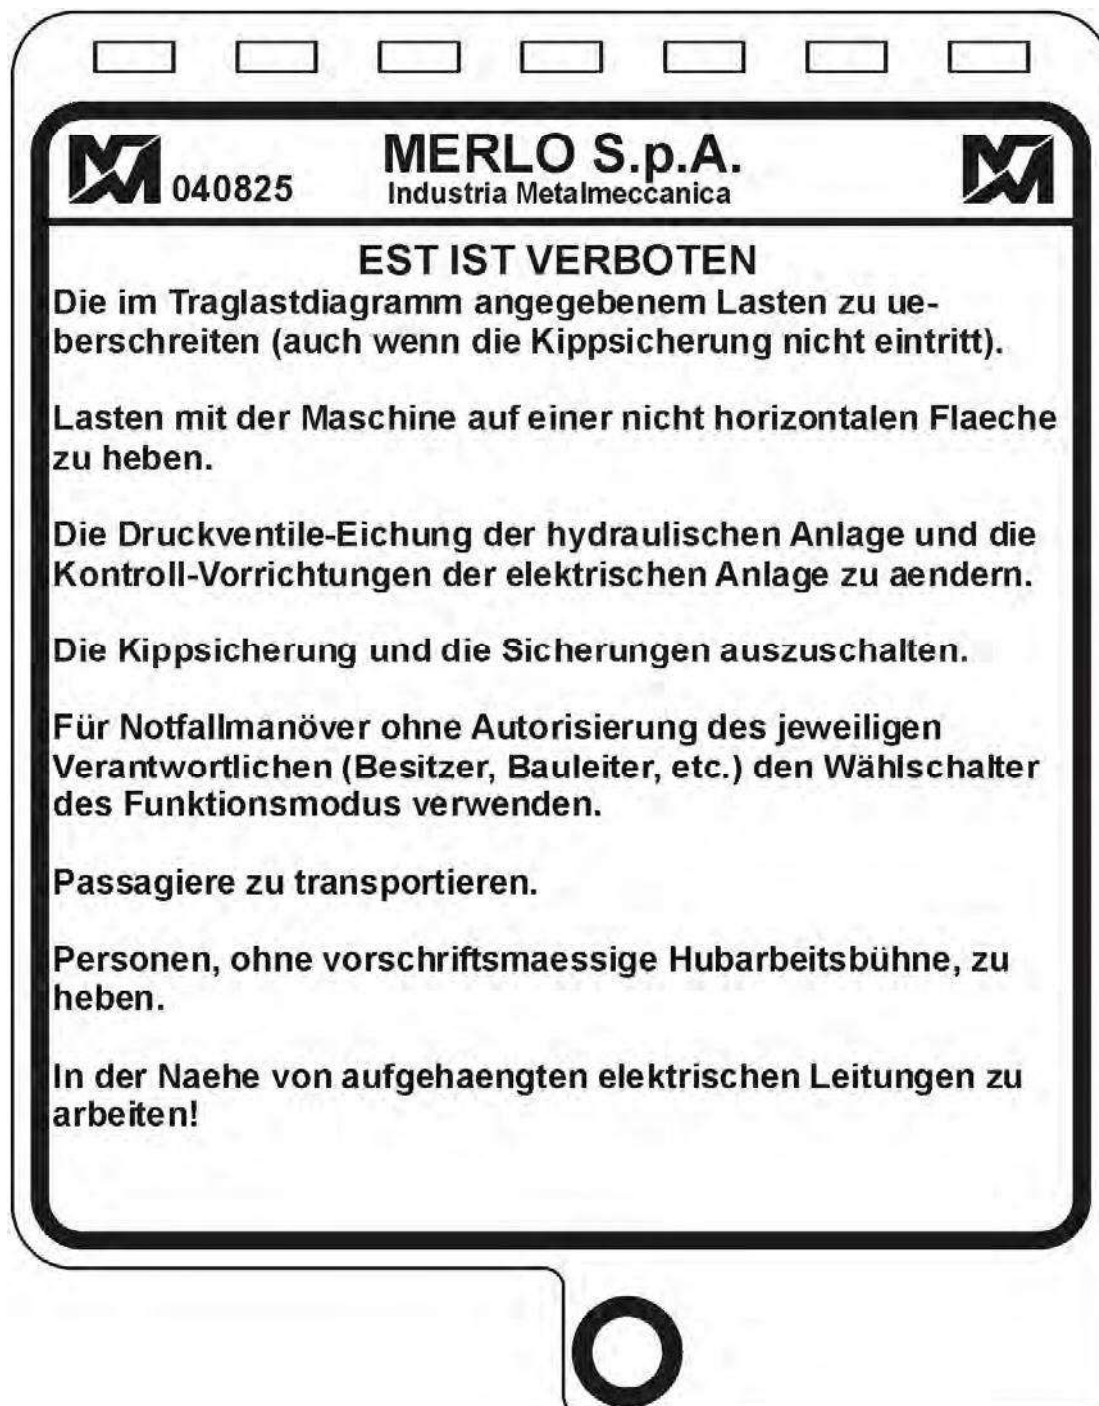 040825
MERLO S.p.A.
Industria Metalmeccanica
EST IST VERBOTEN
Die im Traglastdiagramm angegebenem Lasten zu ue-
berschreiten (auch wenn die Kippsicherung nicht eintritt).
Lasten mit der Maschine auf einer nicht horizontalen Flaeche
zu heben.
Die Druckventile-Eichung der hydraulischen Anlage und die
Kontroll-Vorrichtungen der elektrischen Anlage zu aendern.
Die Kippsicherung und die Sicherungen auszuschalten.
Für Notfallmanöver ohne Autorisierung des jeweiligen
Verantwortlichen (Besitzer, Bauleiter, etc.) den Wählschalter
des Funktionsmodus verwenden.
Passagiere zu transportieren.
Personen, ohne vorschriftsmaessige Hubarbeitsbühne, zu
heben.
In der Naehe von aufgehaengten elektrischen Leitungen zu
arbeiten!